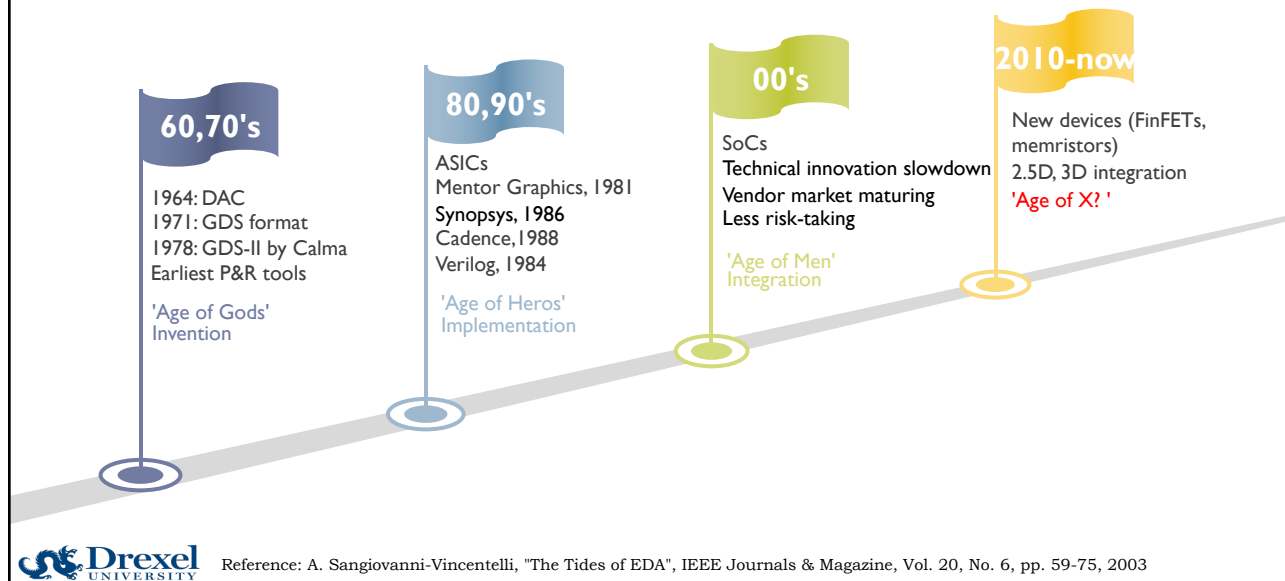 60,70's
1964: DAC
1971: GDS format
1978: GDS-II by Calma
Earliest P&R tools
'Age of Gods'
Invention
80,90's
ASICs
Mentor Graphics, 1981
Synopsys, 1986
Cadence,1988
Verilog, 1984
'Age of Heros'
Implementation
00's
SoCs
Technical innovation slowdown
Vendor market maturing
Less risk-taking
'Age of Men'
Integration
2010-now
New devices (FinFETs,
memristors)
2.5D, 3D integration
'Age of X? '
Drexel
UNIVERSITY
Reference: A. Sangiovanni-Vincentelli, "The Tides of EDA", IEEE Journals & Magazine, Vol. 20, No. 6, pp. 59-75, 2003